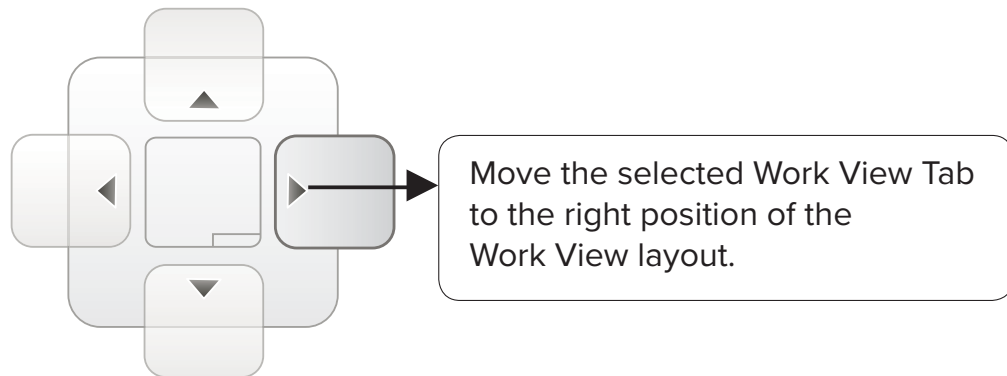 Move the selected Work View Tab
to the right position of the
Work View layout.